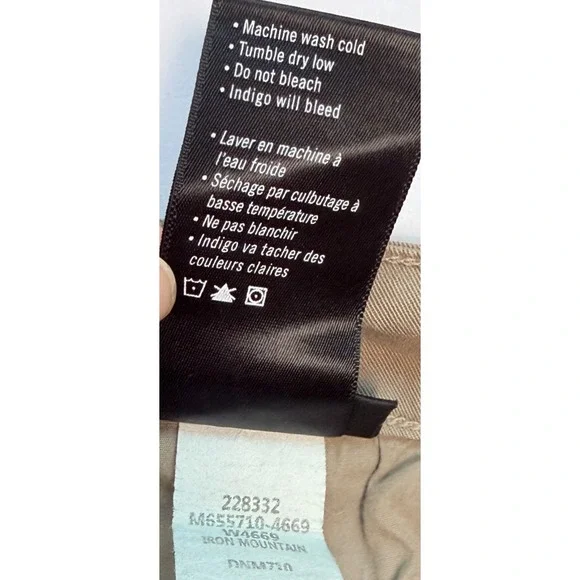 • Machine wash cold
• Tumble dry low
• Do not bleach
• Indigo will bleed
• Laver en machine à
l'eau froide
• Séchage par culbutage à
basse température
• Ne pas blanchir
• Indigo va tacher des
couleurs claires
228332
M655710-4669
W4669
IRON MOUNTAIN
DNM710